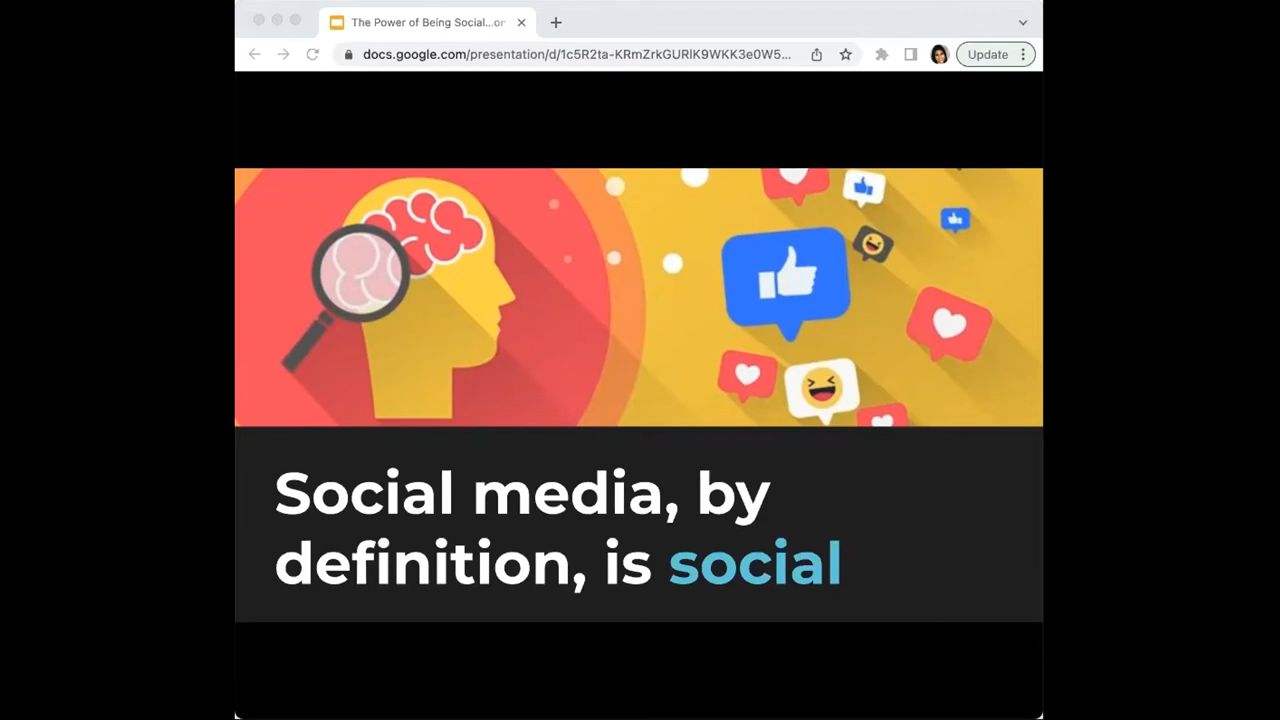 The Power of Being Social...or
docs.google.com/presentation/d/1c5R2ta-KRmZrkGURlK9WKK3e0W5...
Update
Social media, by
definition, is social